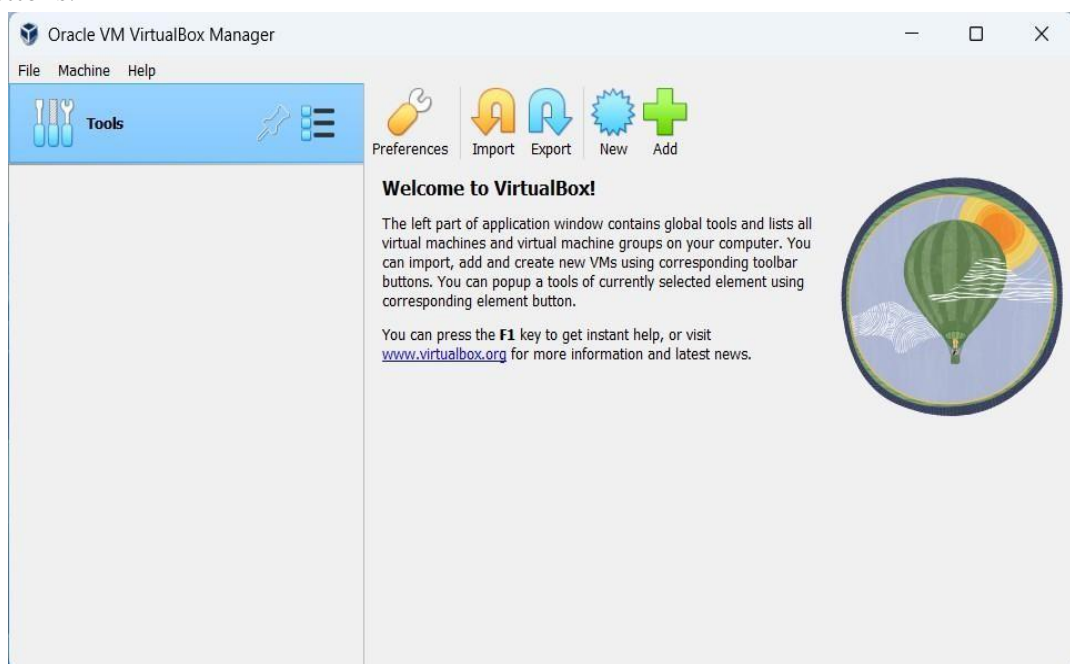 Oracle VM VirtualBox Manager
File Machine Help
Tools
Preferences Import Export New Add
Welcome to VirtualBox!
The left part of application window contains global tools and lists all
virtual machines and virtual machine groups on your computer. You
can import, add and create new VMs using corresponding toolbar
buttons. You can popup a tools of currently selected element using
corresponding element button.
You can press the F1 key to get instant help, or visit
www.virtualbox.org for more information and latest news.